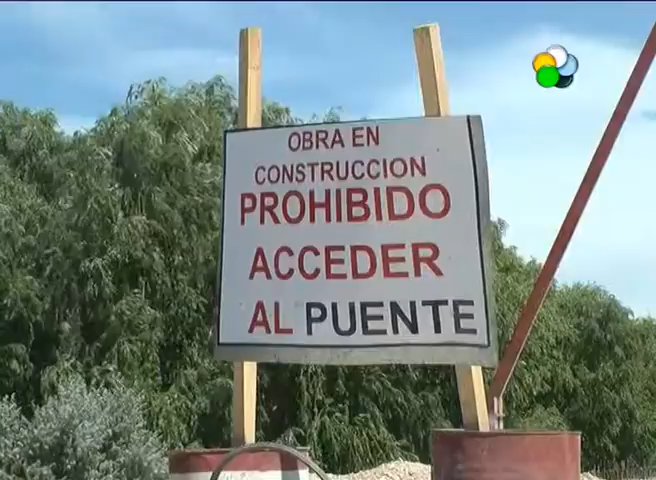 OBRA EN
CONSTRUCCION
PROHIBIDO
ACCEDER
AL PUENTE